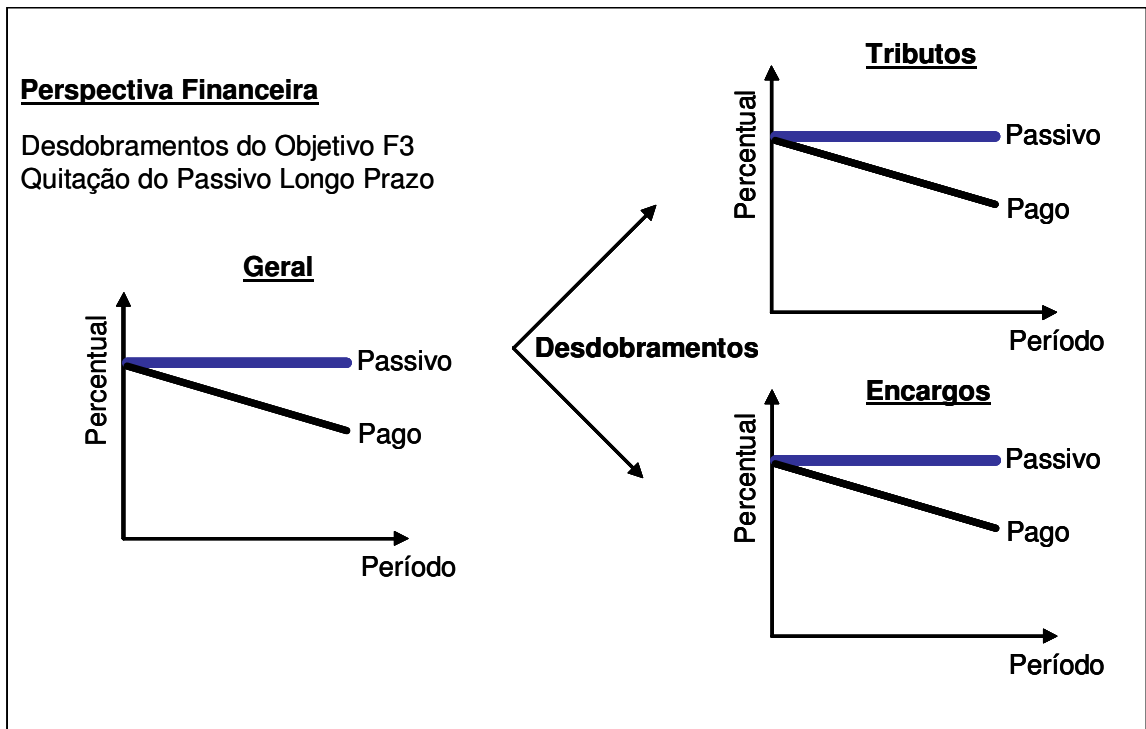 Perspectiva Financeira
Desdobramentos do Objetivo F3
Quitação do Passivo Longo Prazo
Geral
Percentual
Passivo
Pago
Período
Desdobramentos
Tributos
Percentual
Passivo
Pago
Período
Encargos
Percentual
Passivo
Pago
Período